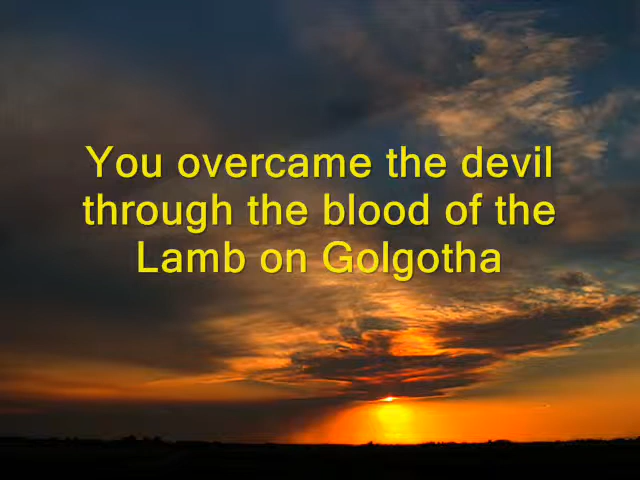 You overcame the devil
through the blood of the
Lamb on Golgotha